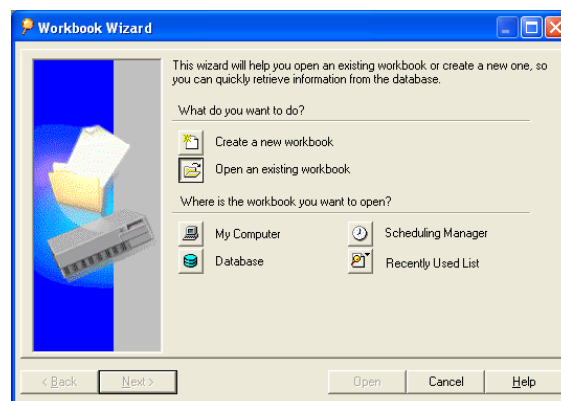 Workbook Wizard
This wizard will help you open an existing workbook or create a new one, so
you can quickly retrieve information from the database.
What do you want to do?
Create a new workbook
Open an existing workbook
Where is the workbook you want to open?
My Computer
Scheduling Manager
Database
Recently Used List
< Back
Next >
Open
Cancel
Help